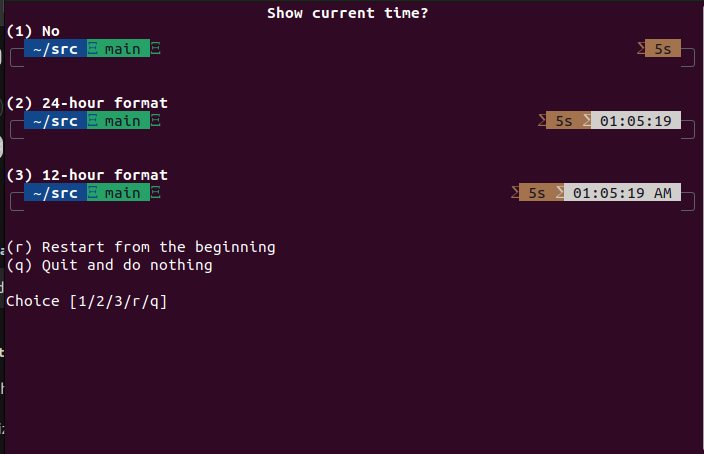 Show current time?
(1) No
~/src Ξ main Ξ Σ 5s
(2) 24-hour format
~/src Ξ main Ξ Σ 5s Σ 01:05:19
(3) 12-hour format
~/src Ξ main Ξ Σ 5s Σ 01:05:19 AM
(r) Restart from the beginning
(q) Quit and do nothing
Choice [1/2/3/r/q]